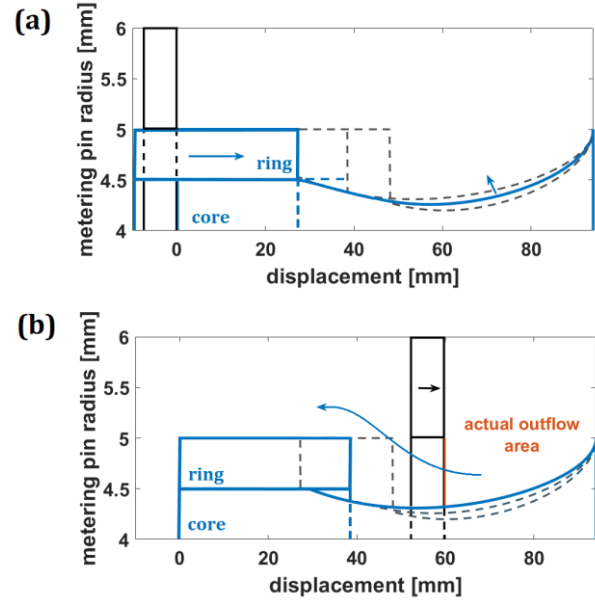 (a)
metering pin radius [mm]
6
5.5
5
4.5
4
ring
core
0
20
40
60
80
displacement [mm]
(b)
metering pin radius [mm]
6
5.5
5
4.5
4
actual outflow
area
ring
core
0
20
40
60
80
displacement [mm]